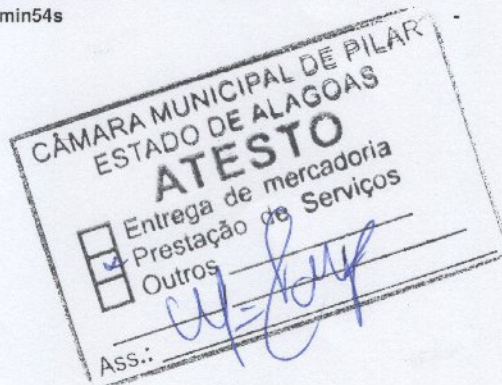 min54s
CÂMARA MUNICIPAL DE PILAR
ESTADO DE ALAGOAS
ATESTO
Entrega de mercadoria
Prestação de Serviços
Outros
Ass.: